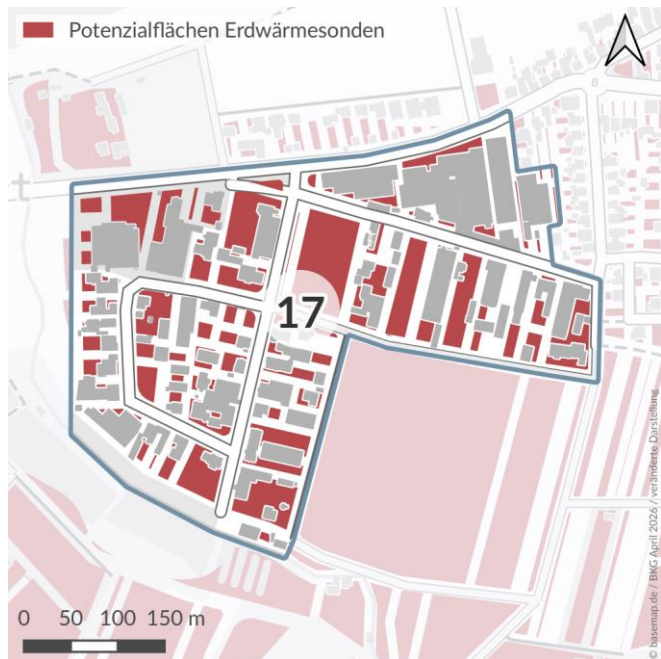 Potenzialflächen Erdwärmesonden
17
0 50 100 150 m
© basemap.de / BKG April 2026 / veränderte Darstellung